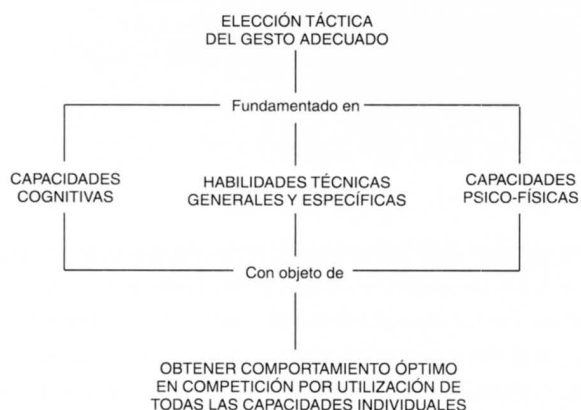 ELECCIÓN TÁCTICA
DEL GESTO ADECUADO
Fundamentado en
CAPACIDADES
COGNITIVAS
HABILIDADES TÉCNICAS
GENERALES Y ESPECÍFICAS
CAPACIDADES
PSICO-FÍSICAS
Con objeto de
OBTENER COMPORTAMIENTO ÓPTIMO
EN COMPETICIÓN POR UTILIZACIÓN DE
TODAS LAS CAPACIDADES INDIVIDUALES